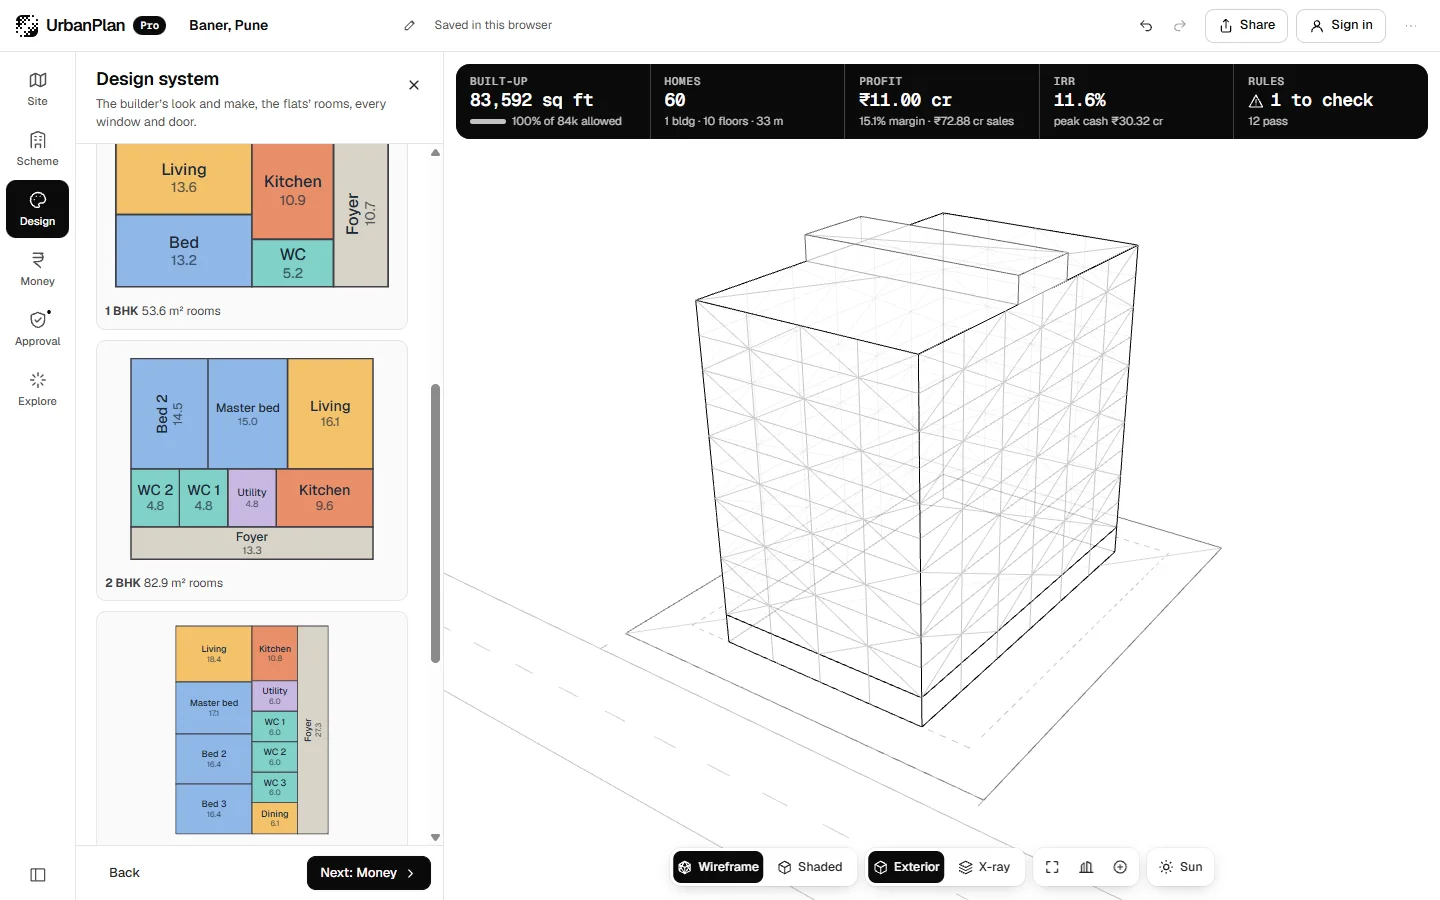 UrbanPlan Pro
Baner, Pune
Saved in this browser
Share
Sign in
Site
Scheme
Design
Money
Approval
Explore
Design system
The builder's look and make, the flats' rooms, every
window and door.
Living
13.6
Kitchen
10.9
Foyer
10.7
Bed
13.2
WC
5.2
1 BHK 53.6 m² rooms
Bed 2
14.5
Master bed
15.0
Living
16.1
WC 2
4.8
WC 1
4.8
Utility
4.8
Kitchen
9.6
Foyer
13.3
2 BHK 82.9 m² rooms
Living
18.4
Kitchen
10.8
Utility
6.0
Master bed
17.1
WC 1
6.0
Foyer
27.3
Bed 2
16.4
WC 2
6.0
WC 3
6.0
Bed 3
16.4
Dining
6.1
Back
Next: Money
BUILT-UP
83,592 sq ft
100% of 84k allowed
HOMES
60
1 bldg · 10 floors · 33 m
PROFIT
₹11.00 cr
15.1% margin · ₹72.88 cr sales
IRR
11.6%
peak cash ₹30.32 cr
RULES
1 to check
12 pass
Wireframe
Shaded
Exterior
X-ray
Sun